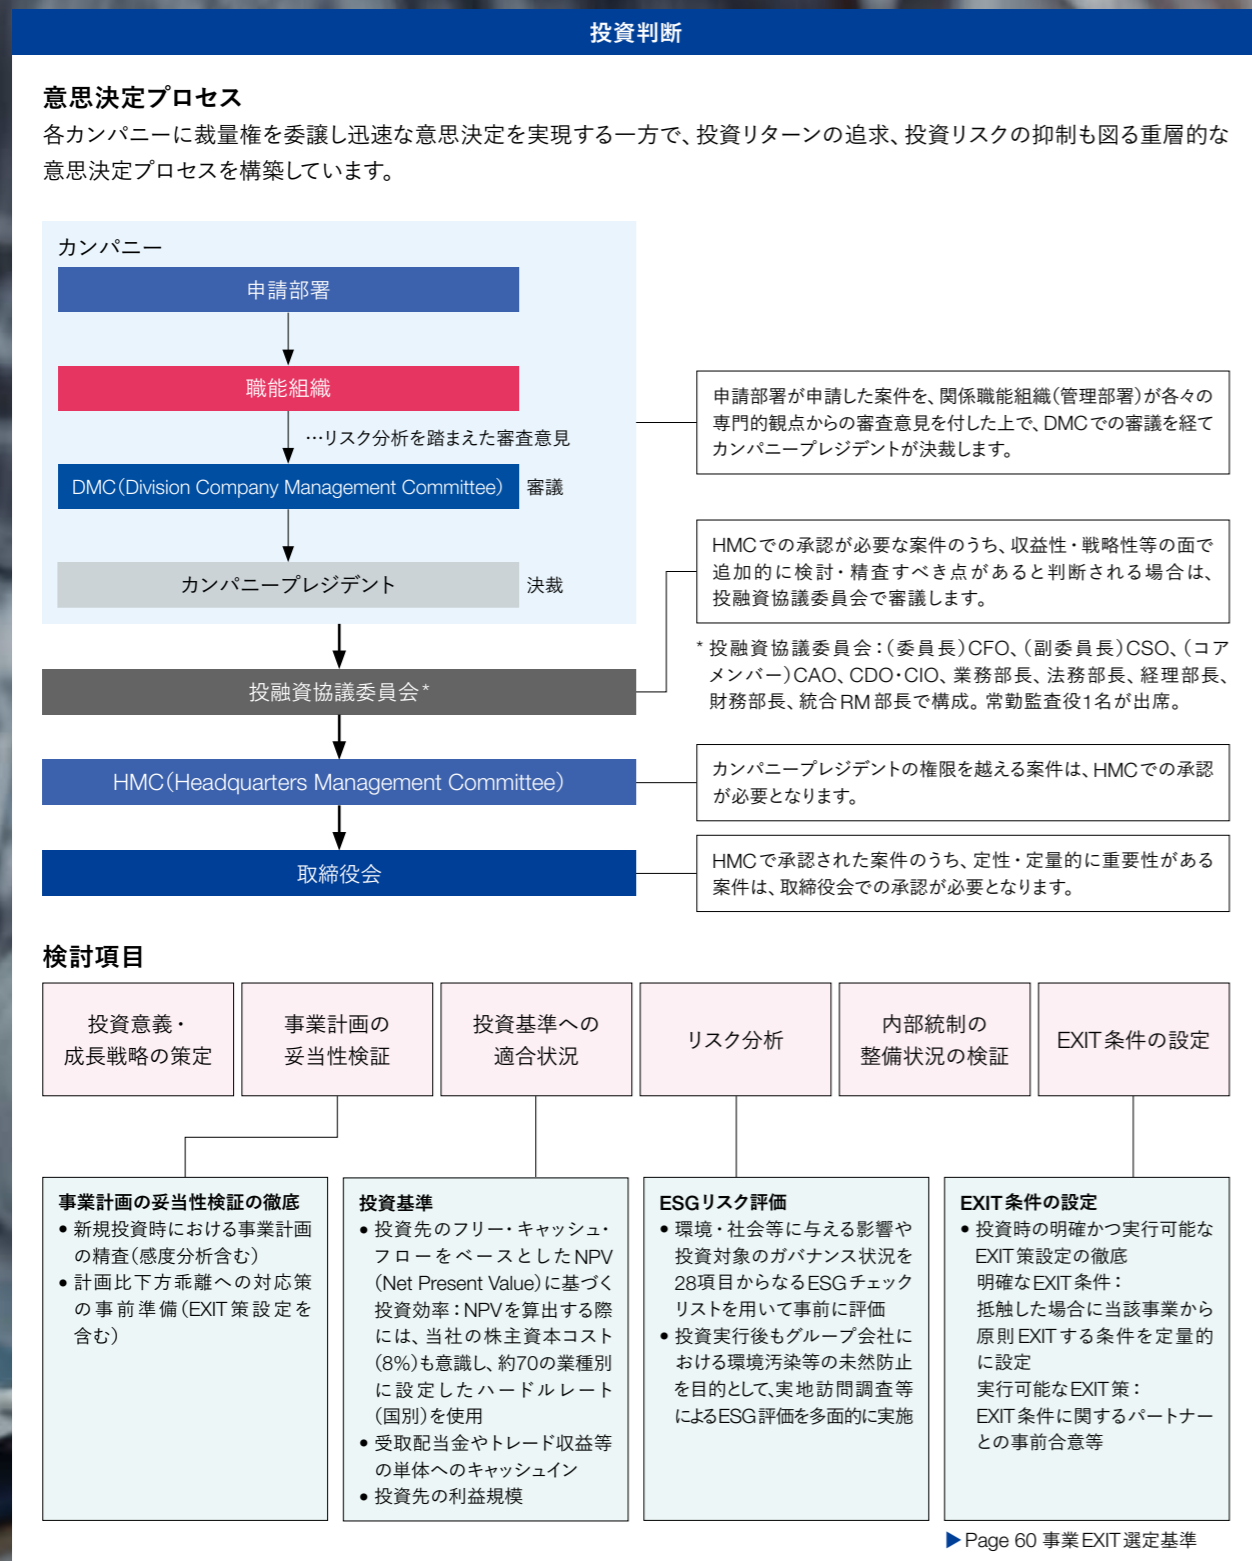 投資判断
意思決定プロセス
各カンパニーに裁量権を委譲し迅速な意思決定を実現する一方で、投資リターンの追求、投資リスクの抑制も図る重層的な
意思決定プロセスを構築しています。
カンパニー
申請部署
職能組織
…リスク分析を踏まえた審査意見
DMC（Division Company Management Committee） 審議
カンパニープレジデント 決裁
申請部署が申請した案件を、関係職能組織（管理部署）が各々の
専門的観点からの審査意見を付した上で、DMCでの審議を経て
カンパニープレジデントが決裁します。
投融資協議委員会*
HMCでの承認が必要な案件のうち、収益性・戦略性等の面で
追加的に検討・精査すべき点があると判断される場合は、
投融資協議委員会で審議します。
* 投融資協議委員会：（委員長）CFO、（副委員長）CSO、（コア
メンバー）CAO、CDO・CIO、業務部長、法務部長、経理部長、
財務部長、統合RM部長で構成。常勤監査役1名が出席。
HMC（Headquarters Management Committee）
カンパニープレジデントの権限を越える案件は、HMCでの承認
が必要となります。
取締役会
HMCで承認された案件のうち、定性・定量的に重要性がある
案件は、取締役会での承認が必要となります。
検討項目
投資意義・
成長戦略の策定
事業計画の
妥当性検証
投資基準への
適合状況
リスク分析
内部統制の
整備状況の検証
EXIT条件の設定
事業計画の妥当性検証の徹底
• 新規投資時における事業計画
の精査（感度分析含む）
• 計画比下方乖離への対応策
の事前準備（EXIT策設定を
含む）
投資基準
• 投資先のフリー・キャッシュ・
フローをベースとしたNPV
（Net Present Value）に基づく
投資効率：NPVを算出する際
には、当社の株主資本コスト
（8%）も意識し、約70の業種別
に設定したハードルレート
（国別）を使用
• 受取配当金やトレード収益等
の単体へのキャッシュイン
• 投資先の利益規模
ESGリスク評価
• 環境・社会等に与える影響や
投資対象のガバナンス状況を
28項目からなるESGチェック
リストを用いて事前に評価
• 投資実行後もグループ会社に
おける環境汚染等の未然防止
を目的として、実地訪問調査等
によるESG評価を多面的に実施
EXIT条件の設定
• 投資時の明確かつ実行可能な
EXIT策設定の徹底
明確なEXIT条件：
抵触した場合に当該事業から
原則EXITする条件を定量的
に設定
実行可能なEXIT策：
EXIT条件に関するパートナー
との事前合意等
▶Page 60 事業EXIT選定基準